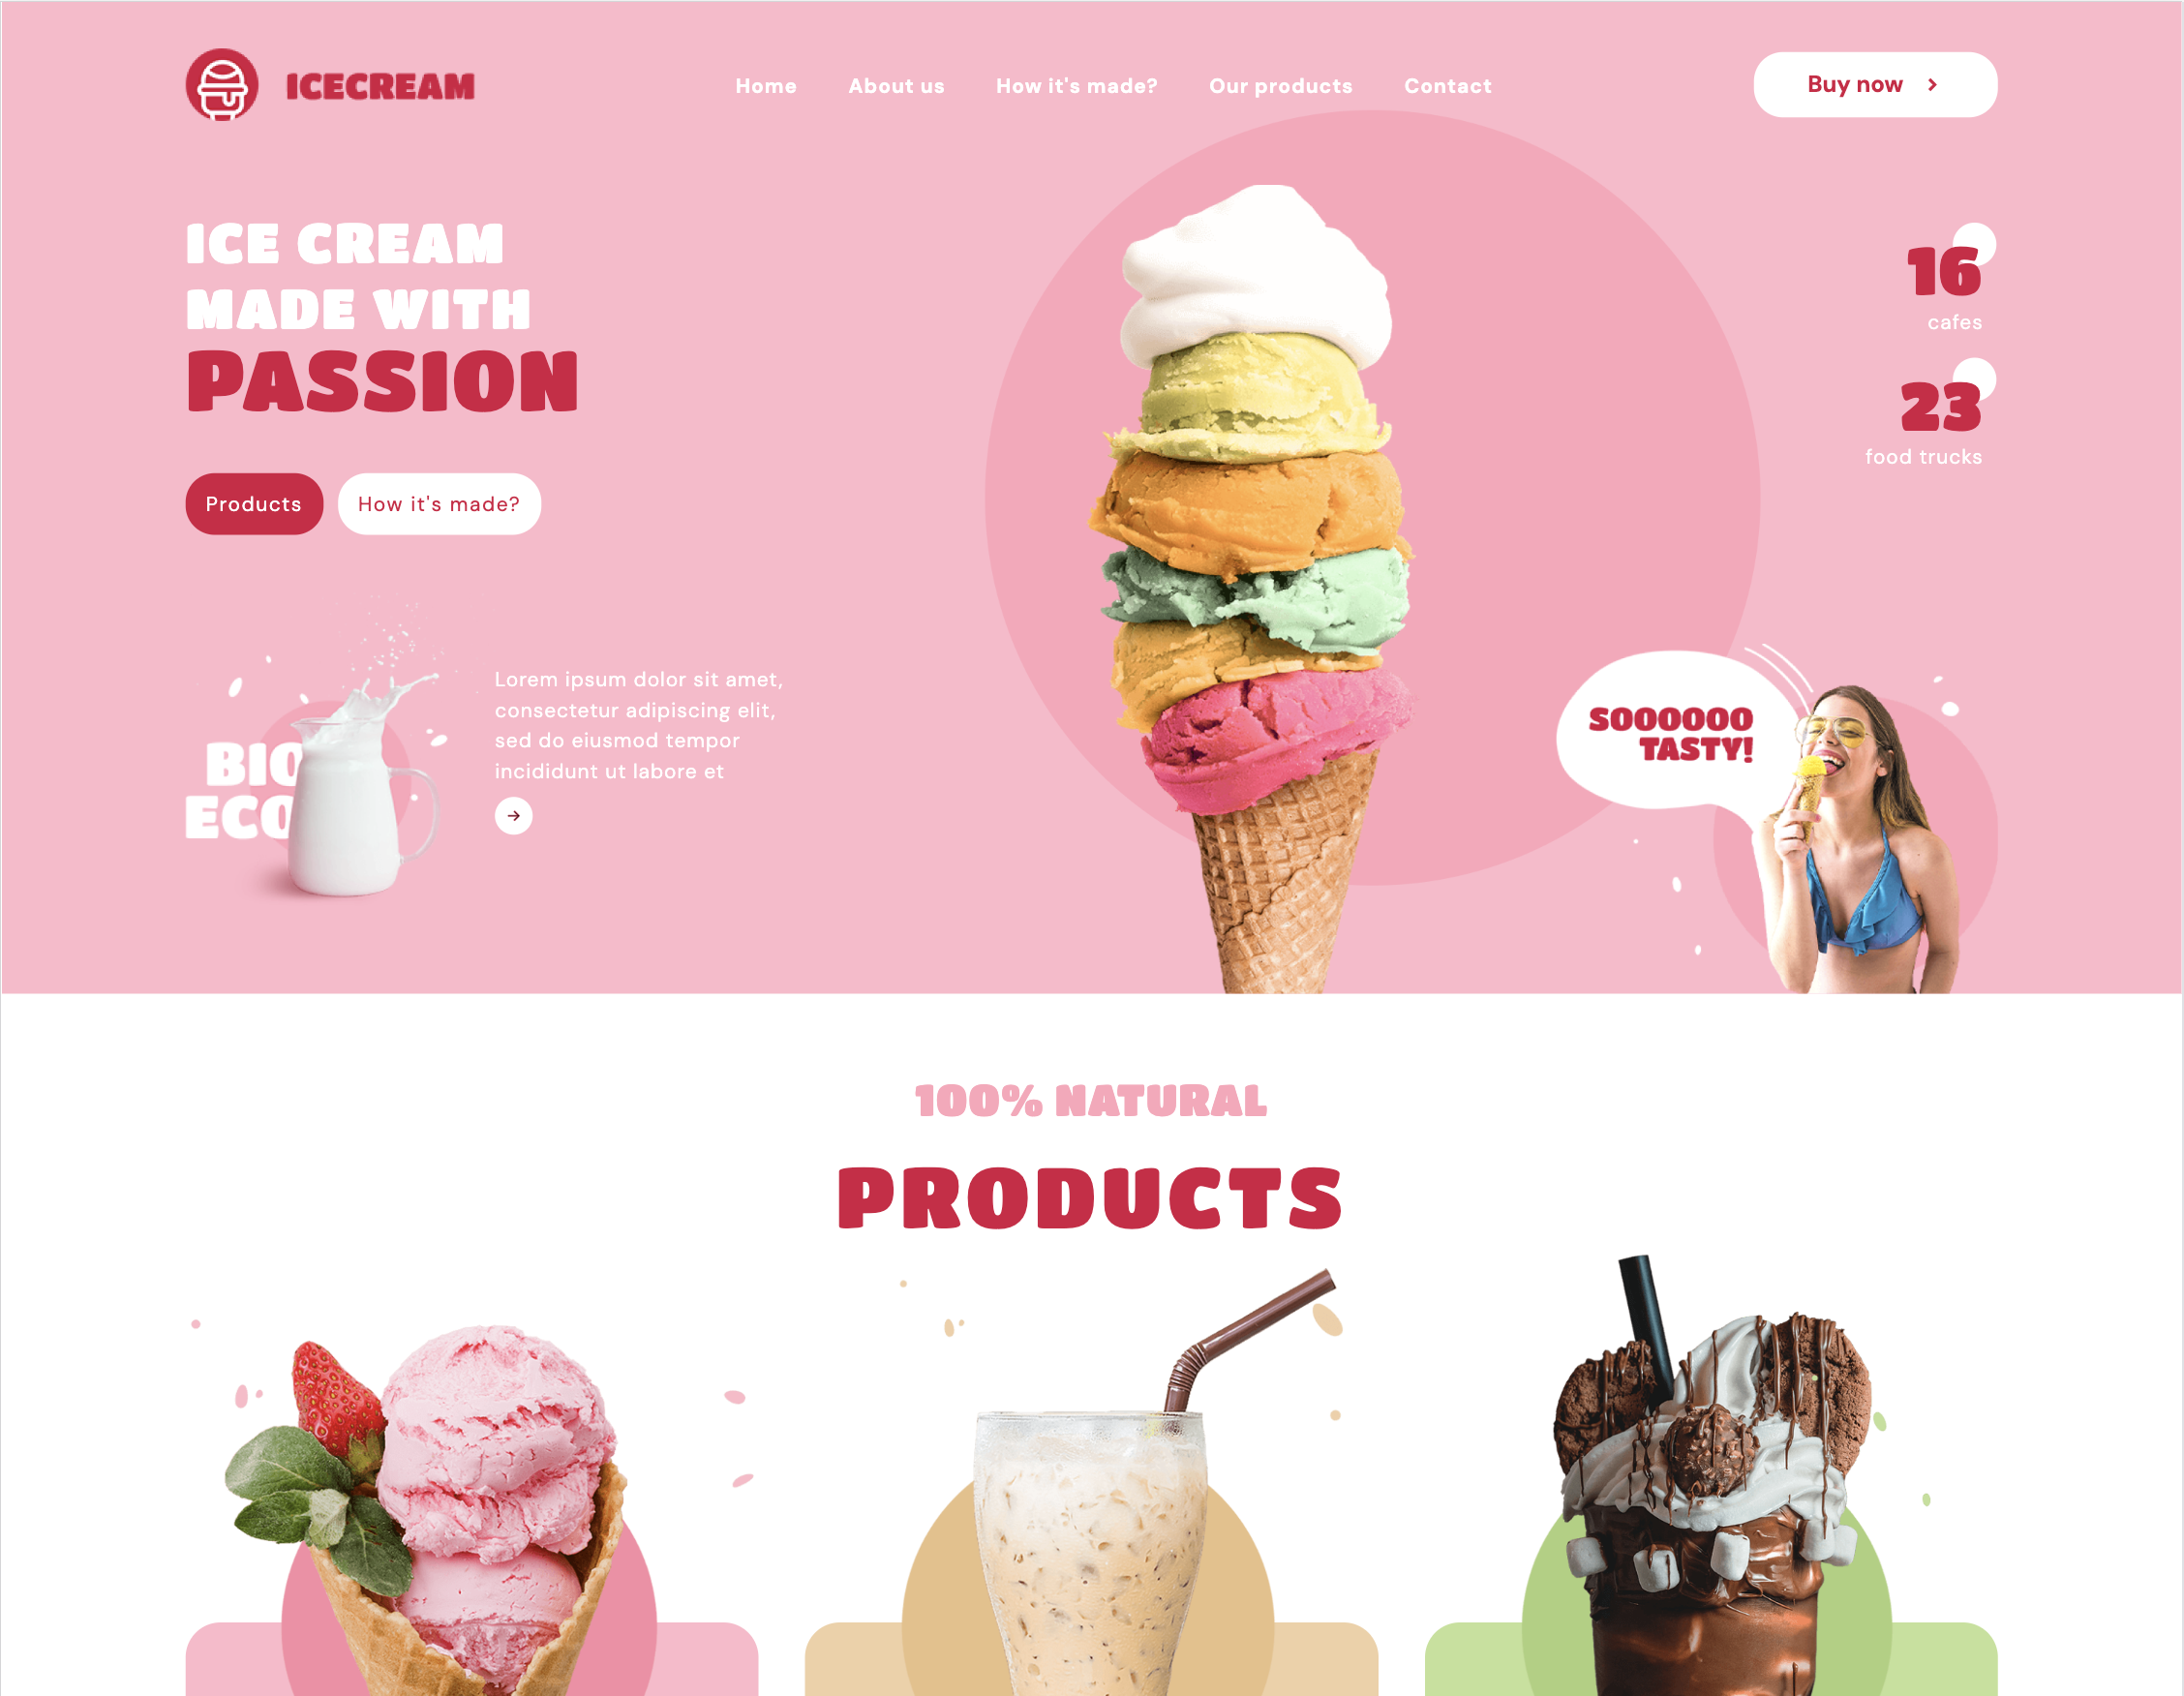 ICECREAM
Home
About us
How it's made?
Our products
Contact
Buy now
ICE CREAM
MADE WITH
PASSION
Products
How it's made?
16
cafes
23
food trucks
BIO
ECO
Lorem ipsum dolor sit amet,
consectetur adipiscing elit,
sed do eiusmod tempor
incididunt ut labore et
SOOOOOO
TASTY!
100% NATURAL
PRODUCTS